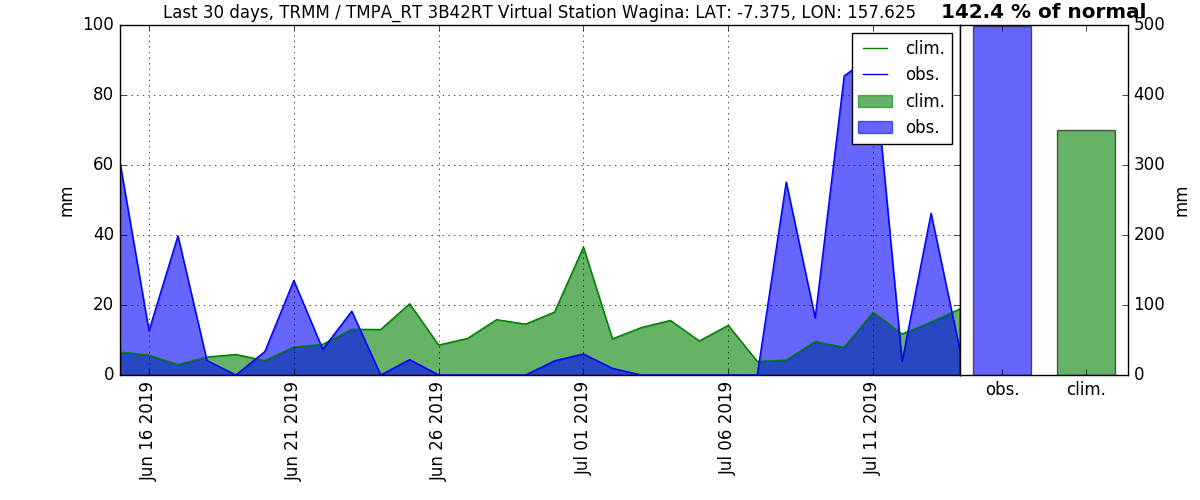 Last 30 days, TRMM / TMPA_RT 3B42RT Virtual Station Wagina: LAT: -7.375, LON: 157.625
142.4 % of normal
100
80
60
40
20
0
mm
clim.
obs.
clim.
obs.
500
400
300
200
100
0
mm
Jun 16 2019
Jun 21 2019
Jun 26 2019
Jul 01 2019
Jul 06 2019
Jul 11 2019
obs.
clim.